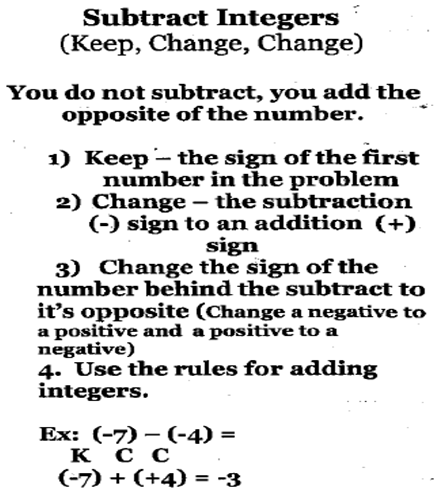 Subtract Integers
(Keep, Change, Change)
You do not subtract, you add the
opposite of the number.
1) Keep – the sign of the first
number in the problem
2) Change – the subtraction
(-) sign to an addition (+)
sign
3) Change the sign of the
number behind the subtract to
it's opposite (Change a negative to
a positive and a positive to a
negative)
4. Use the rules for adding
integers.
Ex: (-7) – (-4) =
K C C
(-7) + (+4) = -3